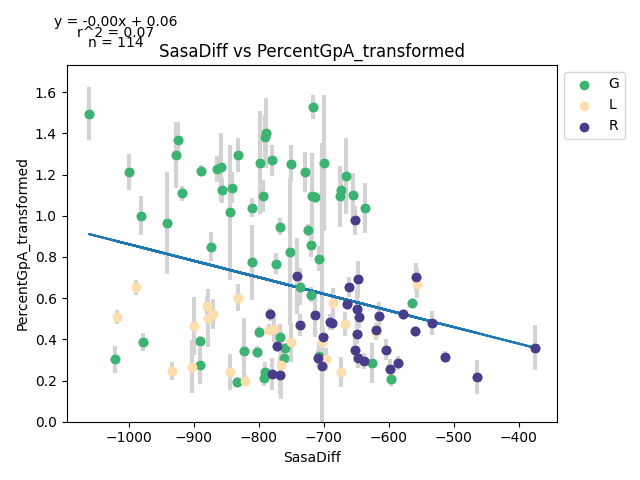 y = -0.00x + 0.06
r^2 = 0.07
n = 114
SasaDiff vs PercentGpA_transformed
G
L
R
PercentGpA_transformed
1.6
1.4
1.2
1.0
0.8
0.6
0.4
0.2
0.0
−1000 −900 −800 −700 −600 −500 −400
SasaDiff